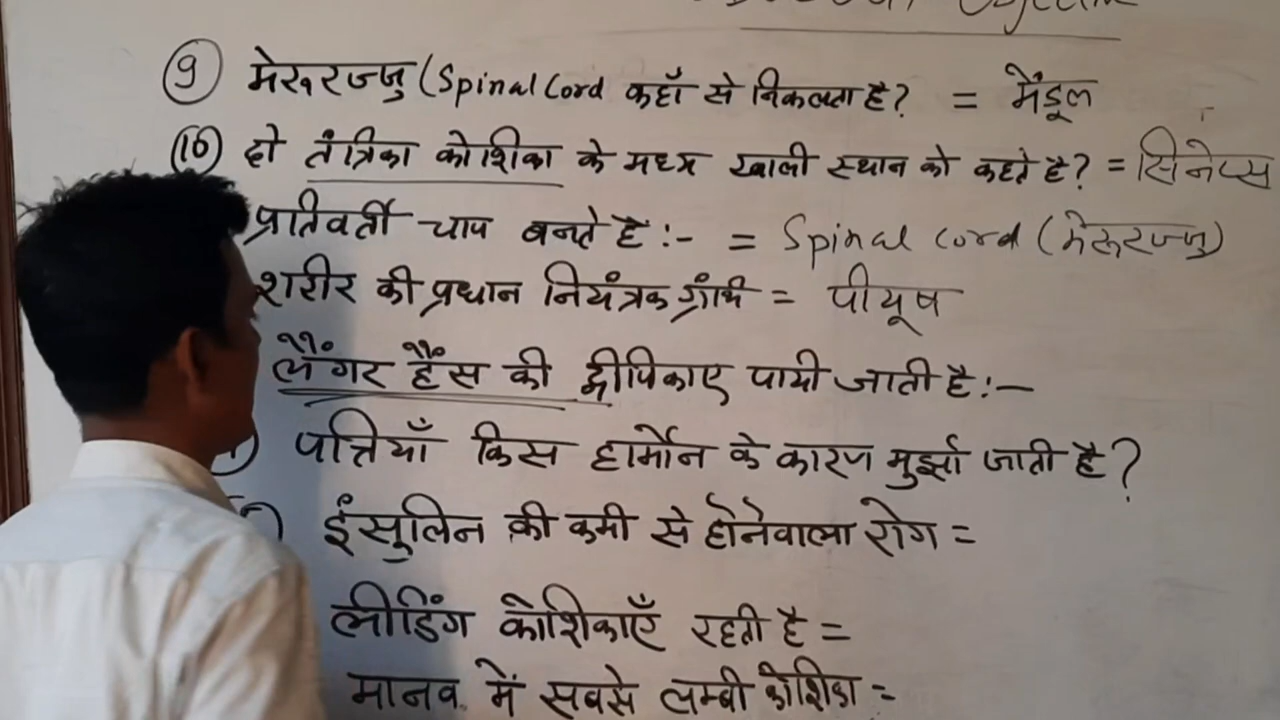 (9) मेरुरज्जु (Spinal Cord कहाँ से निकलता है? = मेंडूल
(10) दो तंत्रिका कोशिका के मध्य खाली स्थान को कहते है? = सिनेप्स
प्रतिवर्ती चाप बनते हैं :- = Spinal cord (मेरूरज्जु)
शरीर की प्रधान नियंत्रक ग्रंथि = पीयूष
लैंगर हैंस की द्वीपिकाए पायी जाती है :-
पत्तियाँ किस हार्मोन के कारण मुर्झा जाती है?
इंसुलिन की कमी से होनेवाला रोग =
लीडिंग कोशिकाएँ रहती है =
मानव में सबसे लम्बी कोशिका =